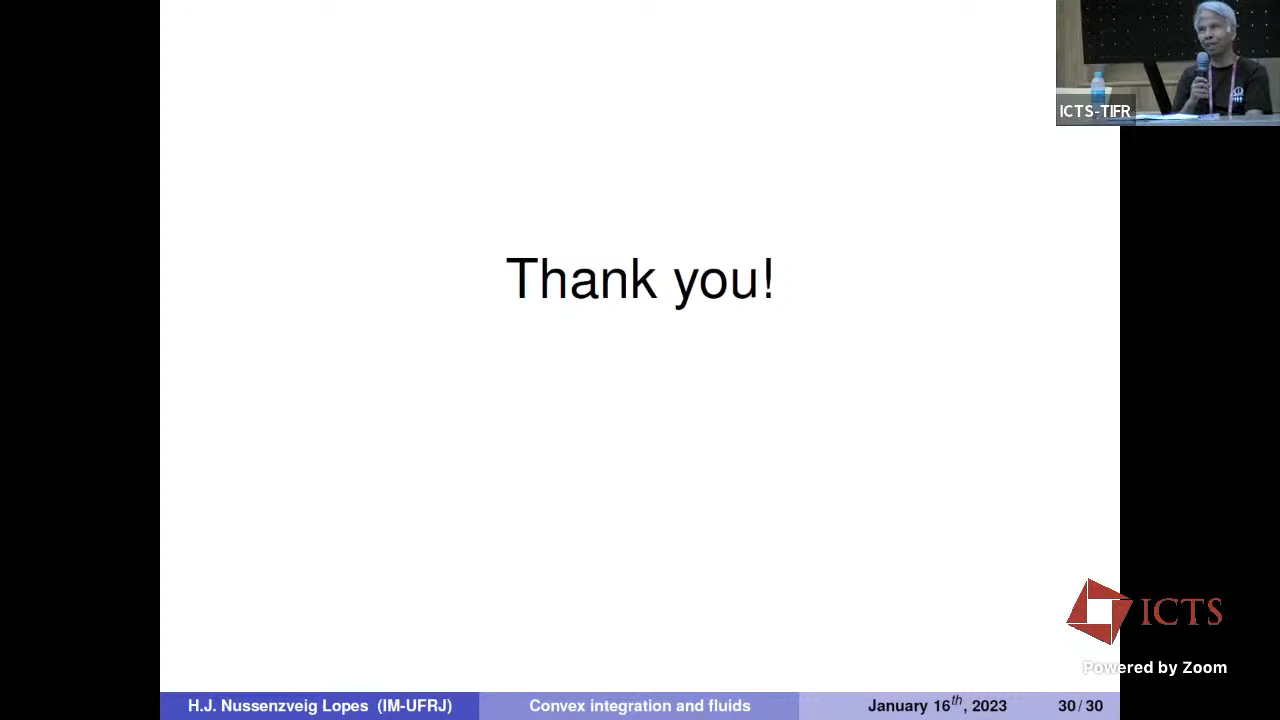 ICTS-TIFR
Thank you!
ICTS
Powered by Zoom
H.J. Nussenzveig Lopes (IM-UFRJ) Convex integration and fluids January 16th, 2023 30 / 30